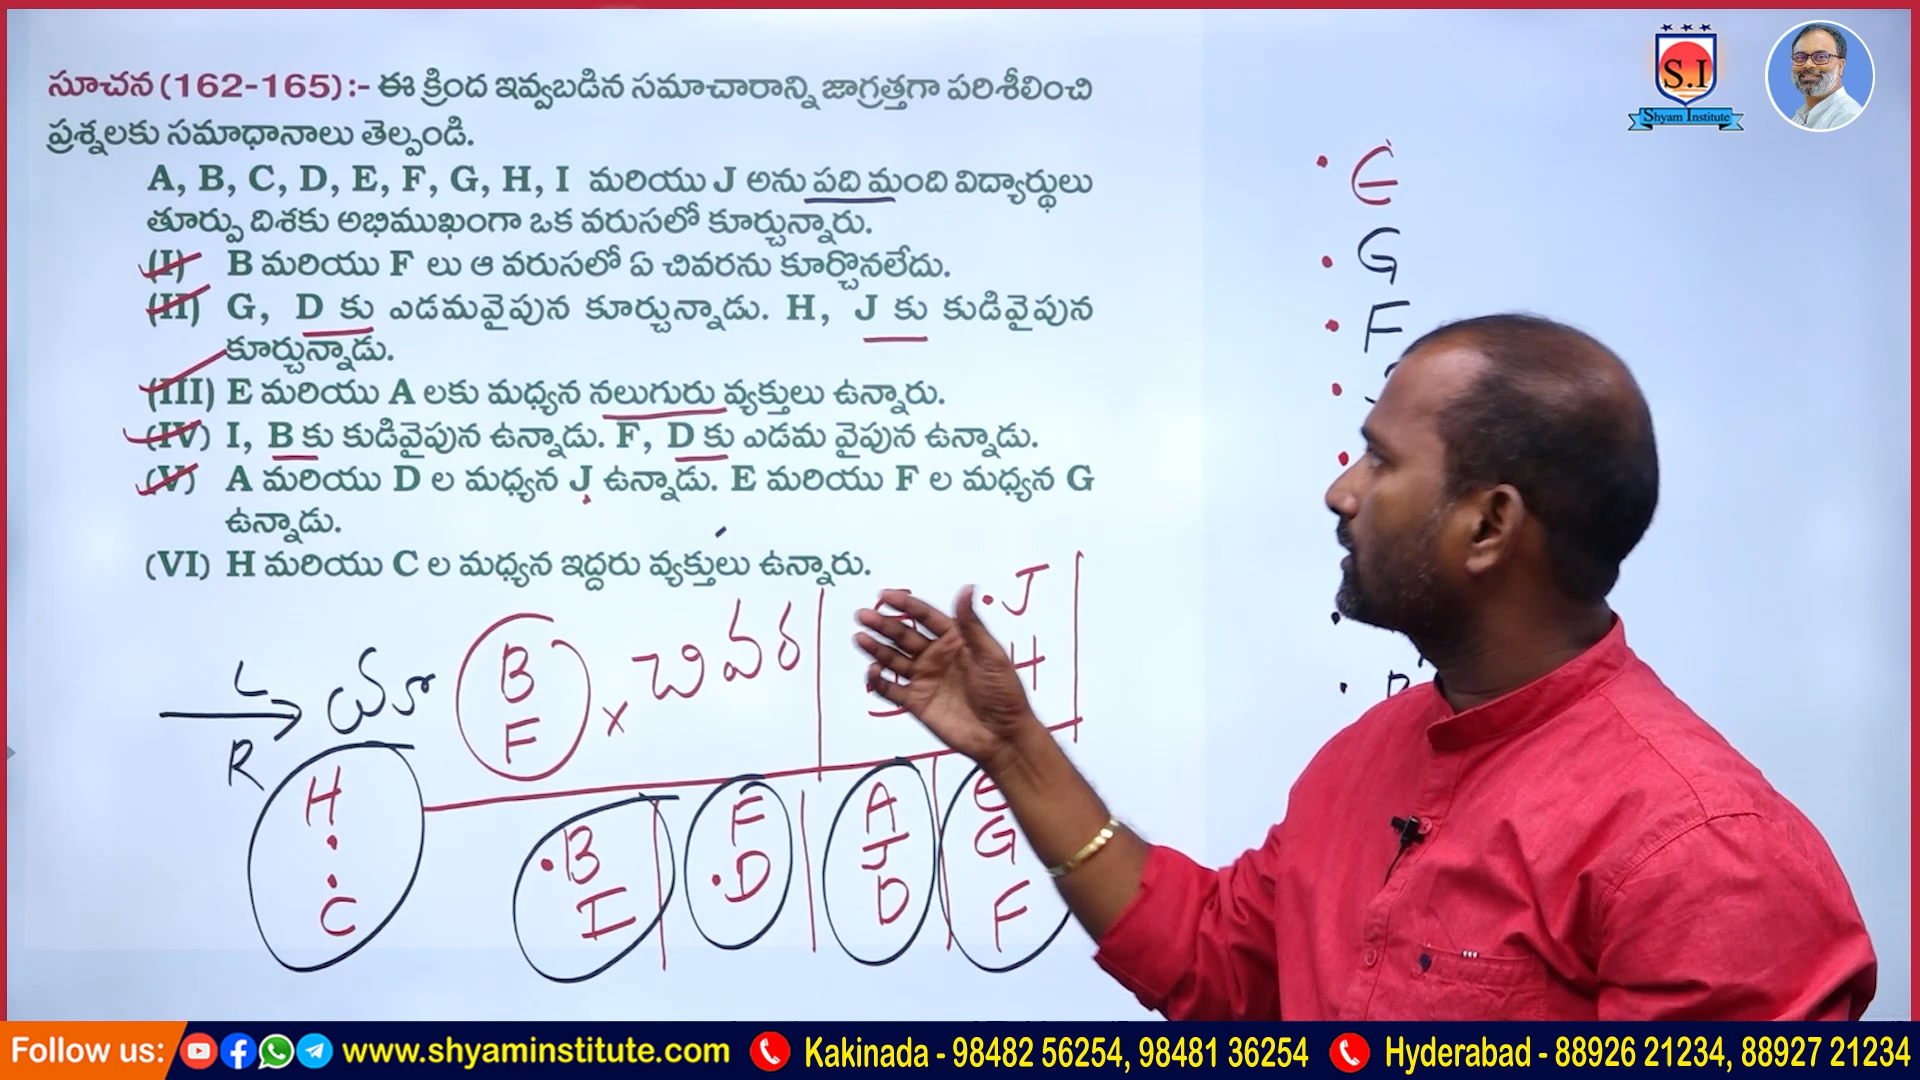 సూచన (162-165) :- ఈ క్రింద ఇవ్వబడిన సమాచారాన్ని జాగ్రత్తగా పరిశీలించి
ప్రశ్నలకు సమాధానాలు తెల్పండి.
A, B, C, D, E, F, G, H, I మరియు J అను పది మంది విద్యార్థులు
తూర్పు దిశకు అభిముఖంగా ఒక వరుసలో కూర్చున్నారు.
(I) B మరియు F లు ఆ వరుసలో ఏ చివరను కూర్చొనలేదు.
(II) G, D కు ఎడమవైపున కూర్చున్నాడు. H, J కు కుడివైపున
కూర్చున్నాడు.
(III) E మరియు A లకు మధ్యన నలుగురు వ్యక్తులు ఉన్నారు.
(IV) I, B కు కుడివైపున ఉన్నాడు. F, D కు ఎడమ వైపున ఉన్నాడు.
(V) A మరియు D ల మధ్యన J ఉన్నాడు. E మరియు F ల మధ్యన G
ఉన్నాడు.
(VI) H మరియు C ల మధ్యన ఇద్దరు వ్యక్తులు ఉన్నారు.
L
R
B
F
x చివర
J
H
H
C
B
I
F
D
A
J
D
E
G
F
E
G
F
S.I
Shyam Institute
Follow us: www.shyaminstitute.com Kakinada - 98482 56254, 98481 36254 Hyderabad - 88926 21234, 88927 21234